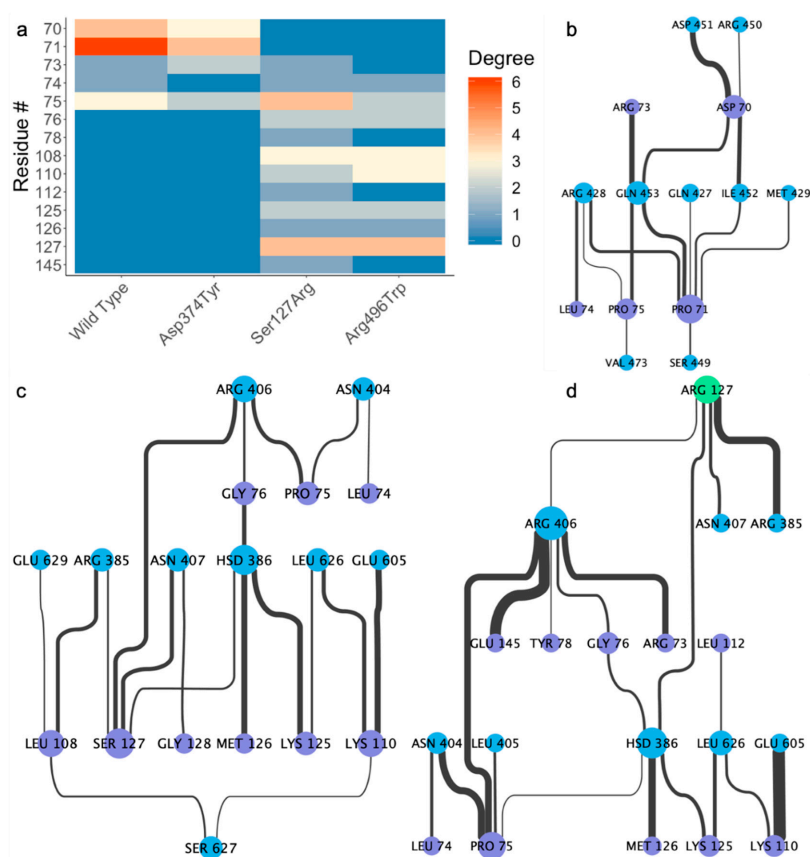 a
70
71
73
74
75
76
78
108
110
112
125
126
127
145
Residue #
Wild Type
Asp374Tyr
Ser127Arg
Arg496Trp
Degree
6
5
4
3
2
1
0
b
ASP 451 ARG 450
ARG 73 ASP 70
ARG 428 GLN 453 GLN 427 ILE 452 MET 429
LEU 74 PRO 75 PRO 71
VAL 473 SER 449
c
ARG 406 ASN 404
GLY 76 PRO 75 LEU 74
GLU 629 ARG 385 ASN 407 HSD 386 LEU 626 GLU 605
LEU 108 SER 127 GLY 128 MET 126 LYS 125 LYS 110
SER 627
d
ARG 127
ARG 406 ASN 407 ARG 385
GLU 145 TYR 78 GLY 76 ARG 73 LEU 112
ASN 404 LEU 405 HSD 386 LEU 626 GLU 605
LEU 74 PRO 75 MET 126 LYS 125 LYS 110